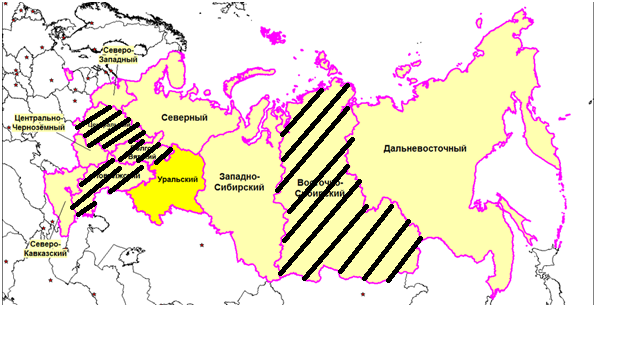 Северо-
Западный
Центрально-
Чернозёмный
Северный
Дальневосточный
Уральский
Западно-
Сибирский
Восточно-
Сибирский
Северо-
Кавказский